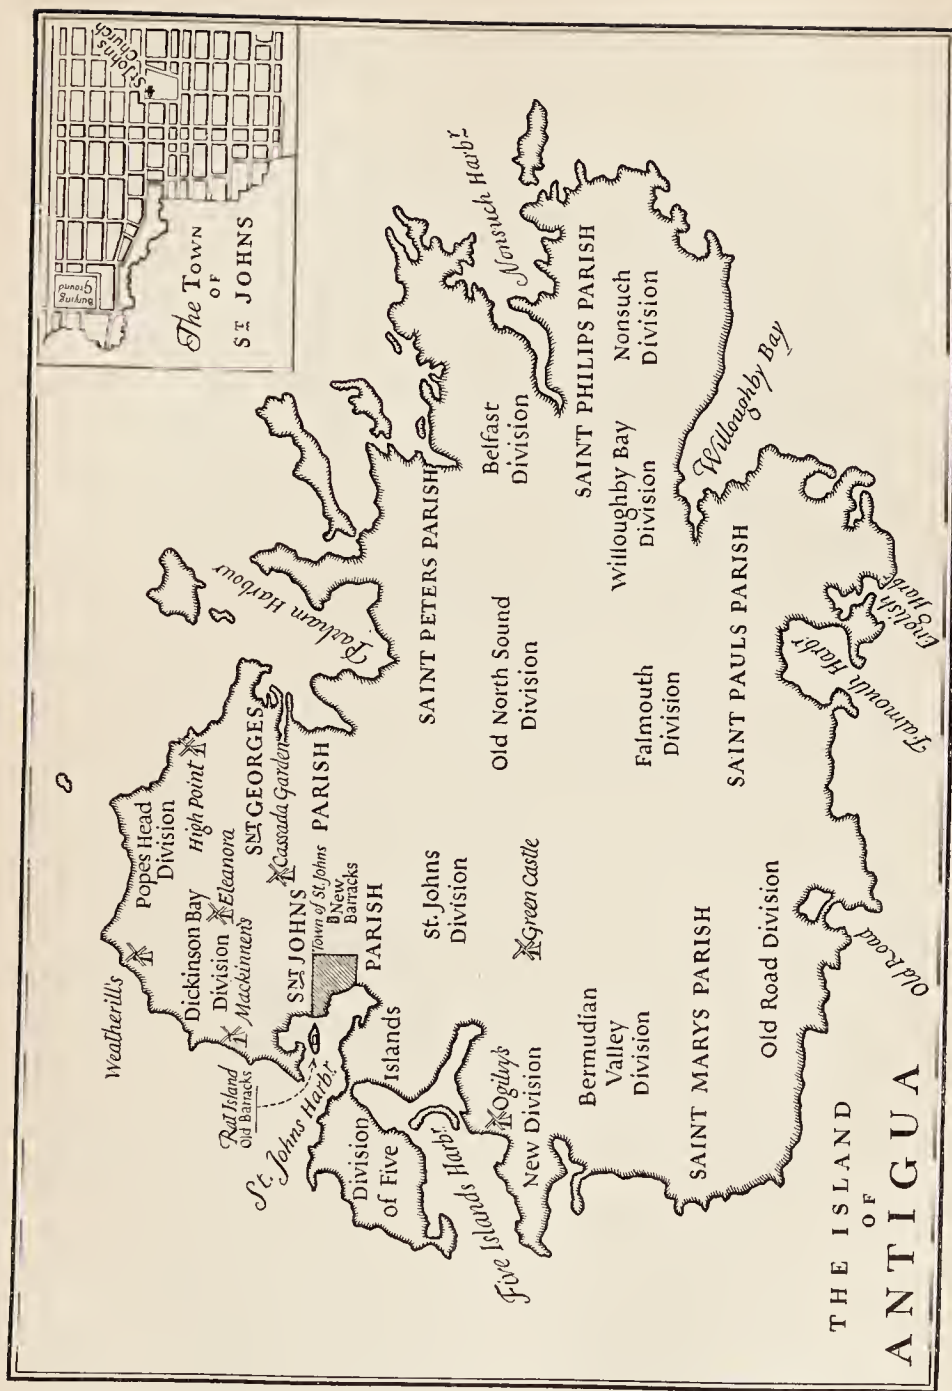 THE ISLAND
OF
ANTIGUA
The TOWN
OF
ST JOHNS
St Johns
Church
Burying
Ground
Weatherill's
Popes Head
Division
High Point
Dickinson Bay
Division
Eleanora
Mackinnen's
SNT GEORGES
PARISH
Cassada Garden
SNT JOHNS
PARISH
Town of St. Johns
New
Barracks
Rat Island
Old Barracks
St. Johns Harbr.
Division
of Five
Islands
Five Islands Harbr.
Ogilvy's
New Division
St. Johns
Division
Green Castle
Parham Harbour
SAINT PETERS PARISH
Old North Sound
Division
Belfast
Division
Nonsuch Harbr.
SAINT PHILIPS PARISH
Nonsuch
Division
Willoughby Bay
Division
Willoughby Bay
Bermudian
Valley
Division
SAINT MARYS PARISH
Old Road Division
Old Road
Falmouth
Division
SAINT PAULS PARISH
Falmouth Harbr.
English
Harbr.